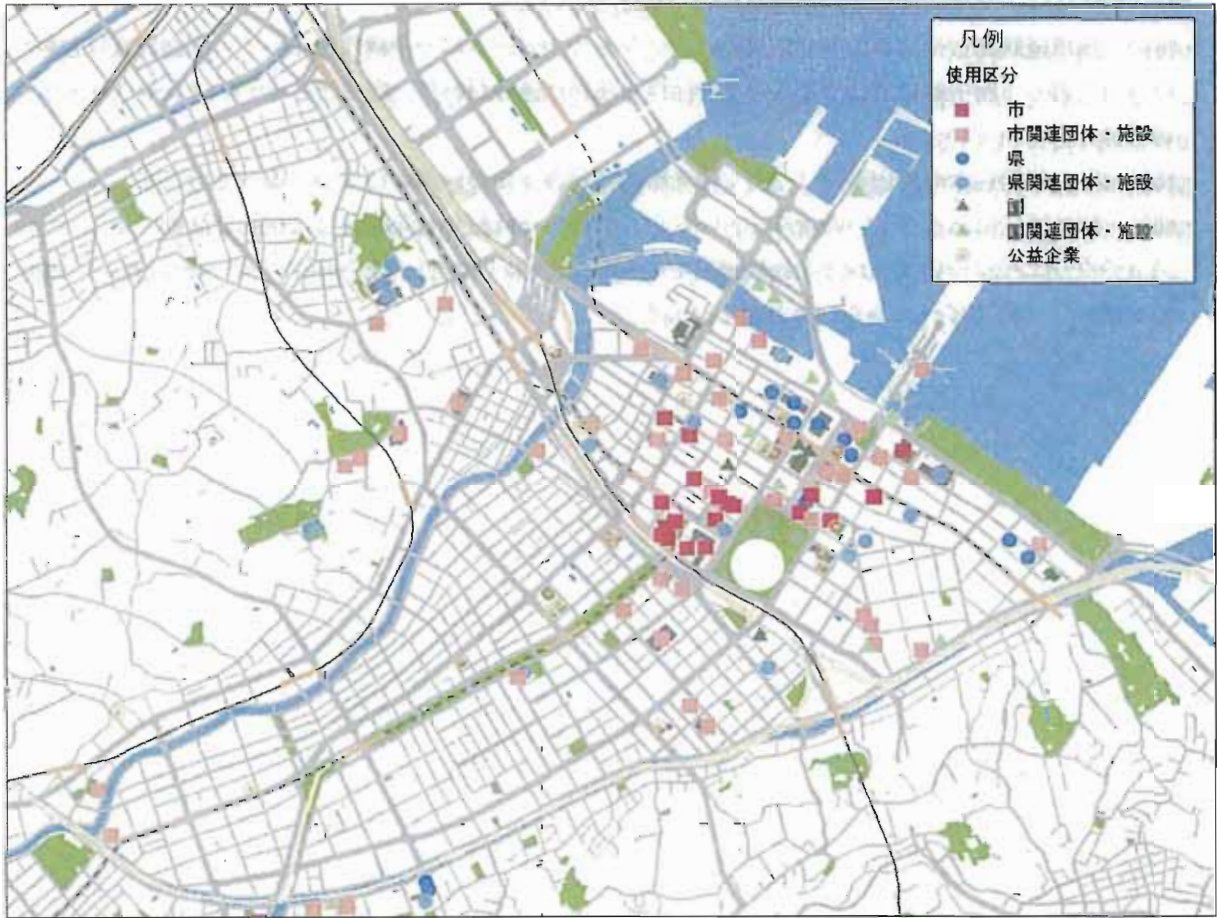 凡例
使用区分
市
市関連団体・施設
県
県関連団体・施設
国
国関連団体・施設
公益企業